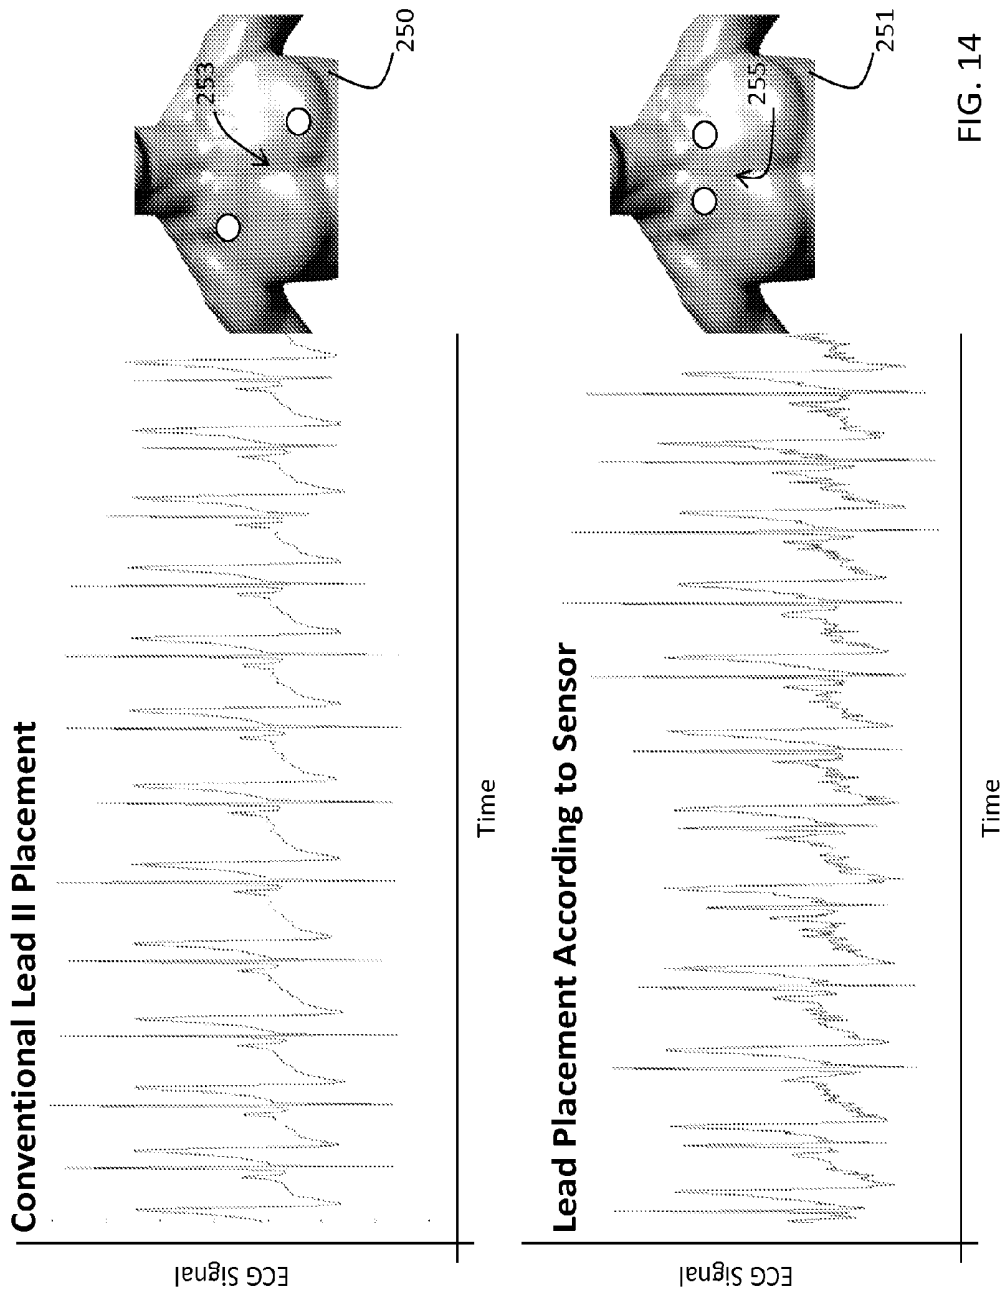 Conventional Lead II Placement
ECG Signal
Time
253
250
Lead Placement According to Sensor
ECG Signal
Time
255
251
FIG. 14